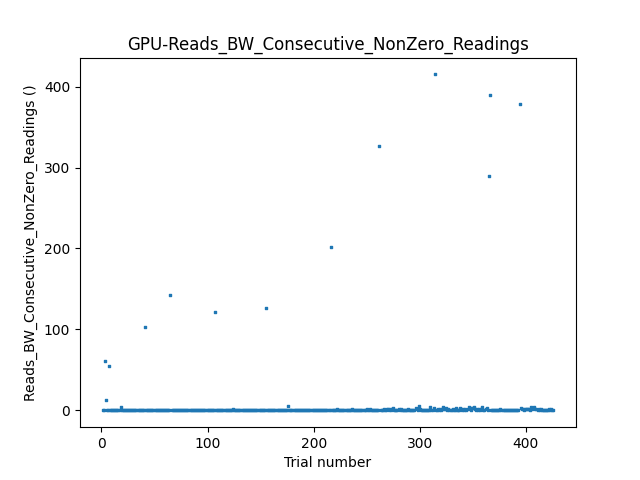 GPU-Reads_BW_Consecutive_NonZero_Readings
Reads_BW_Consecutive_NonZero_Readings ()
400
300
200
100
0
0 100 200 300 400
Trial number